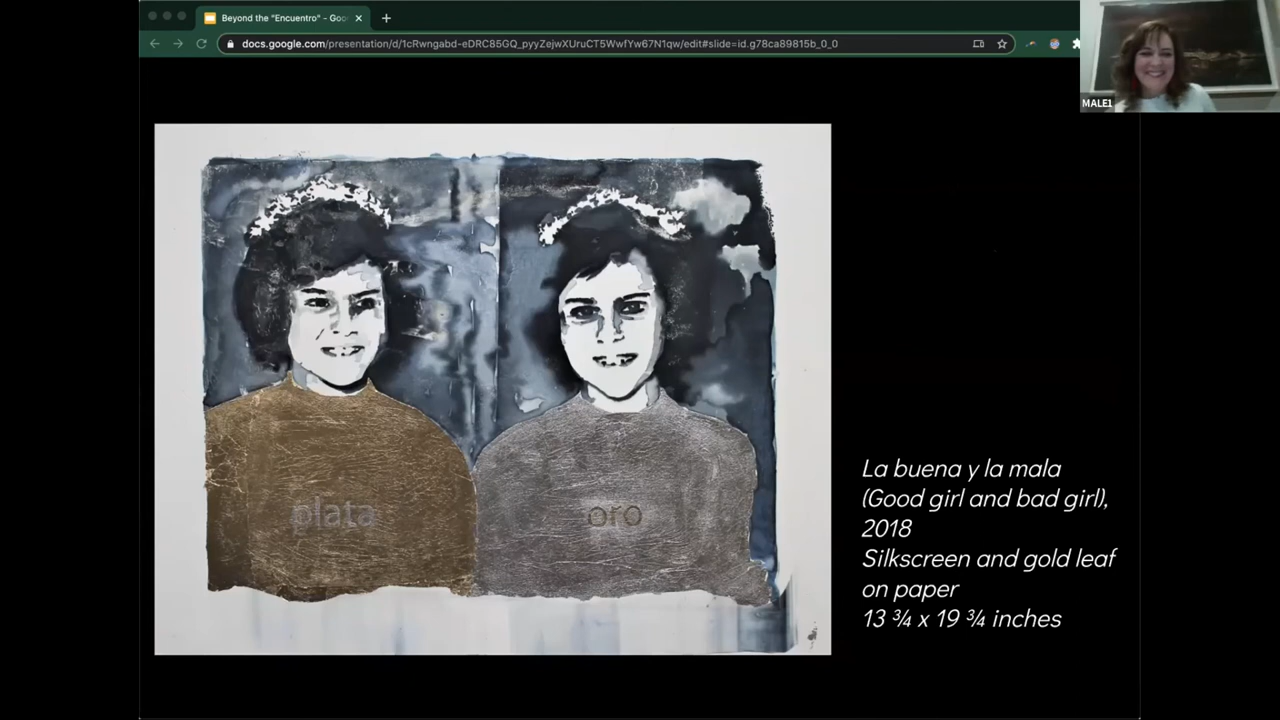 Beyond the "Encuentro" - Goo
docs.google.com/presentation/d/1cRwngabd-eDRC85GQ_pyyZejwXUruCT5WwfYw67N1qw/edit#slide=id.g78ca89815b_0_0
MALE1
plata
oro
La buena y la mala
(Good girl and bad girl),
2018
Silkscreen and gold leaf
on paper
13 ¾ x 19 ¾ inches